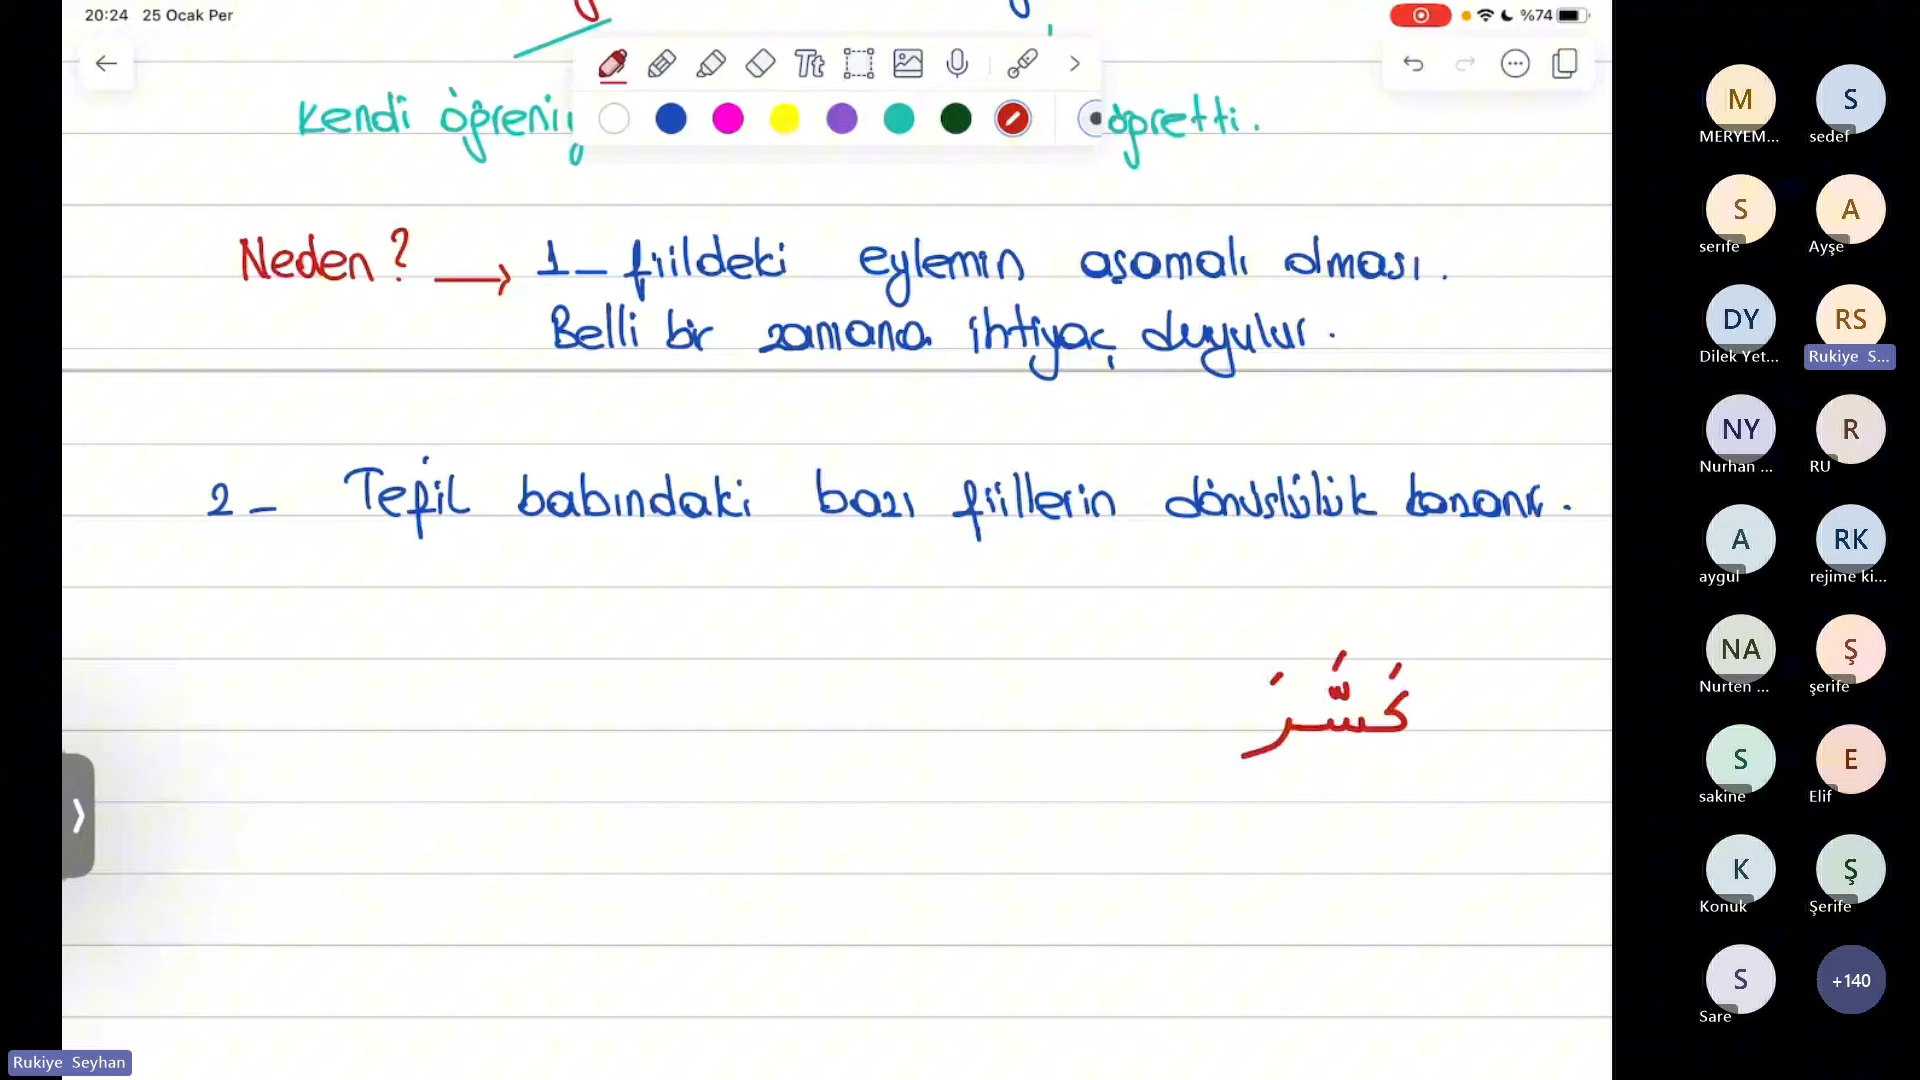 20:24 25 Ocak Per
%74
Kendi öğreni
öğretti.
Neden? → 1- fiildeki eylemin aşamalı olması.
Belli bir zamana ihtiyaç duyulur.
2- Tefil babındaki bazı fiillerin dönüşlülük kazanır.
كَسَّرَ
M S
MERYEM... sedef
S A
serife Ayşe
DY RS
Dilek Yet... Rukiye S...
NY R
Nurhan ... RU
A RK
aygul rejime ki...
NA Ş
Nurten ... şerife
S E
sakine Elif
K Ş
Konuk Şerife
S +140
Sare
Rukiye Seyhan